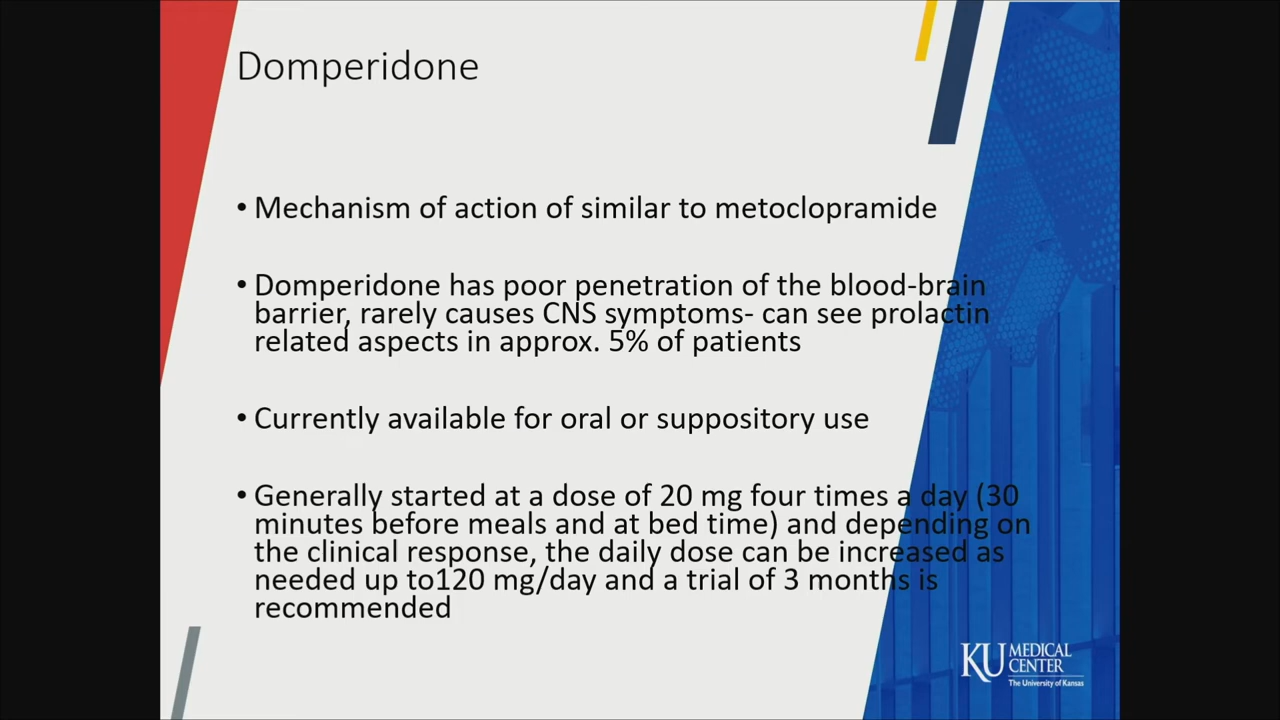 Domperidone
• Mechanism of action of similar to metoclopramide
• Domperidone has poor penetration of the blood-brain
barrier, rarely causes CNS symptoms- can see prolactin
related aspects in approx. 5% of patients
• Currently available for oral or suppository use
• Generally started at a dose of 20 mg four times a day (30
minutes before meals and at bed time) and depending on
the clinical response, the daily dose can be increased as
needed up to120 mg/day and a trial of 3 months is
recommended
KU MEDICAL
CENTER
The University of Kansas